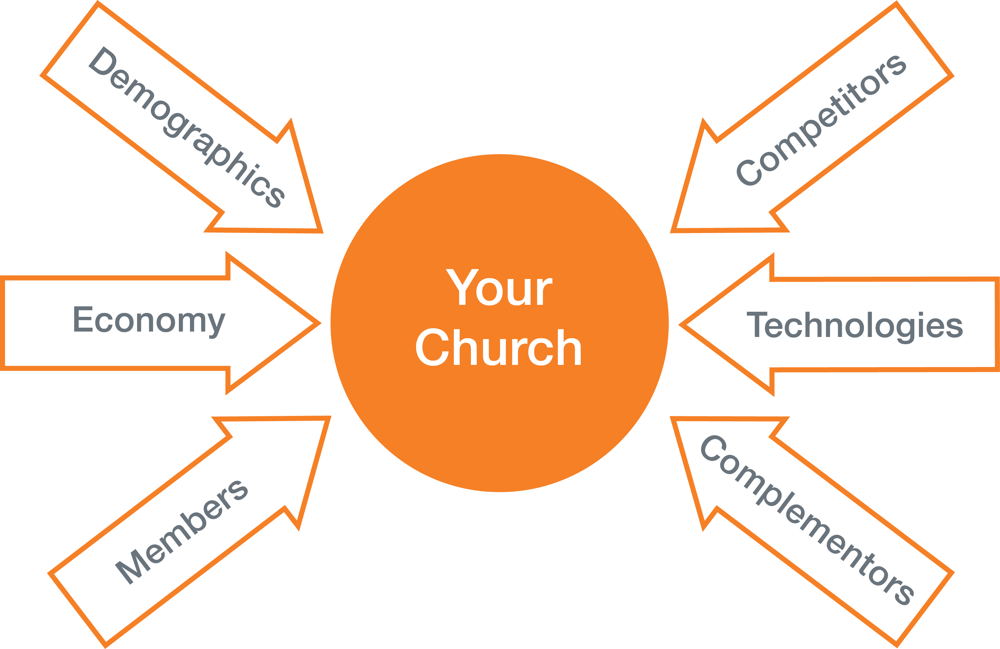 Demographics
Competitors
Your
Church
Economy
Technologies
Members
Complementors